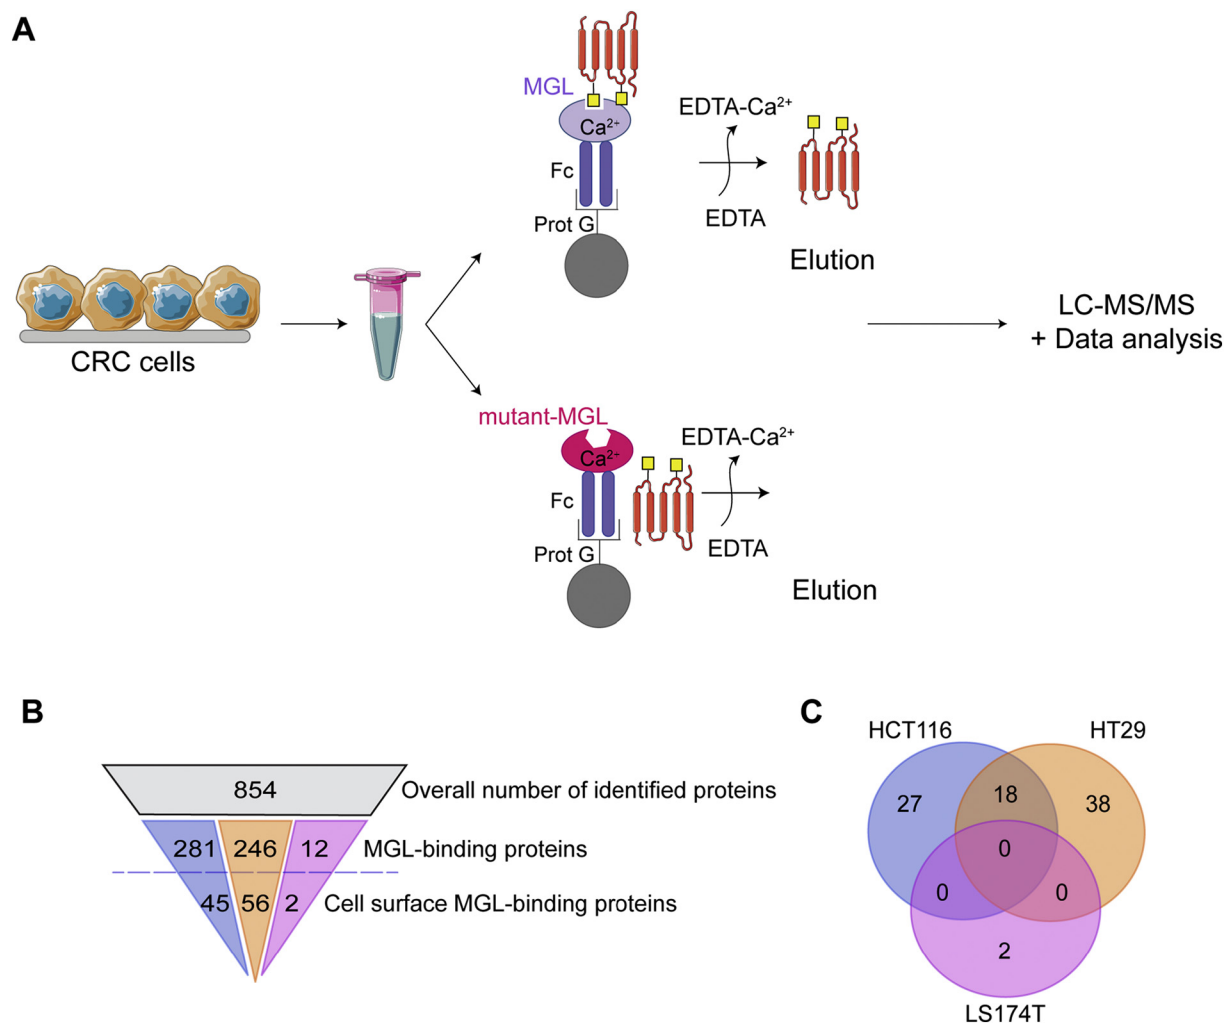 A
MGL
Ca²⁺
Fc
Prot G
EDTA-Ca²⁺
EDTA
Elution
CRC cells
LC-MS/MS
+ Data analysis
mutant-MGL
Ca²⁺
Fc
Prot G
EDTA-Ca²⁺
EDTA
Elution
B
854
Overall number of identified proteins
281 246 12
MGL-binding proteins
45 56 2
Cell surface MGL-binding proteins
C
HCT116
HT29
27
18
38
0
0
0
2
LS174T